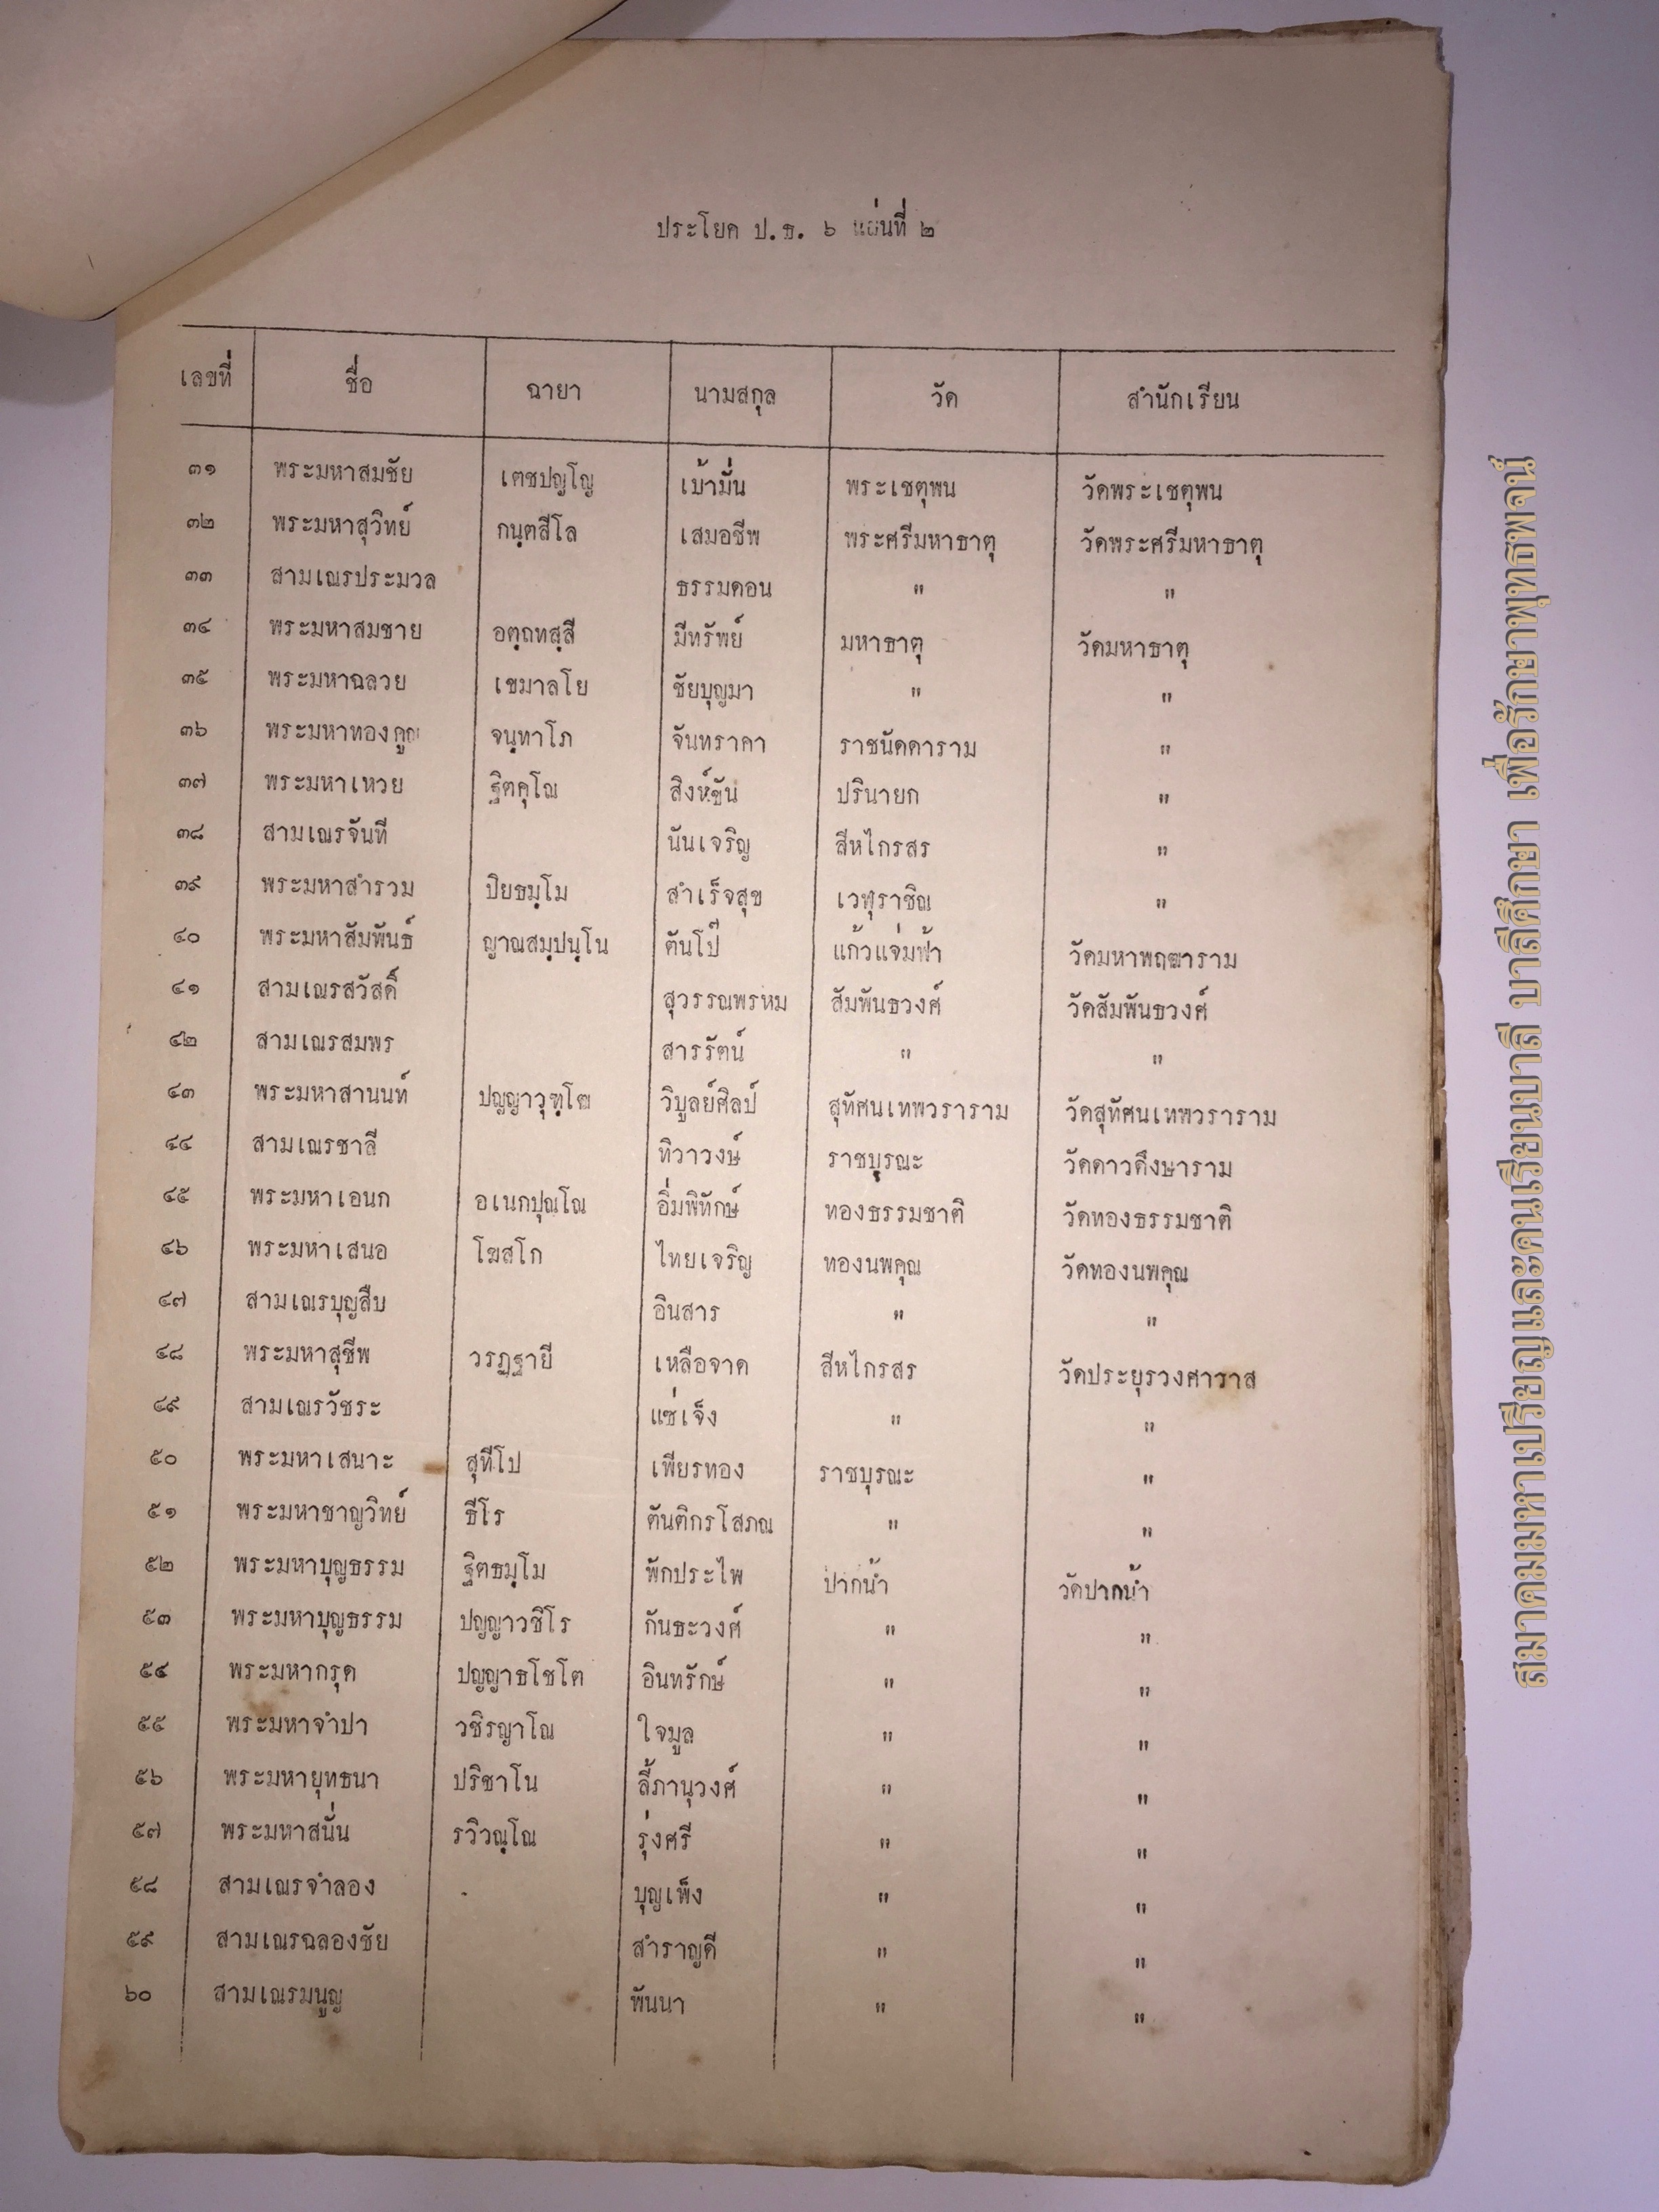 ประโยค ป.ธ. ๖ แผ่นที่ ๒
เลขที่ ชื่อ ฉายา นามสกุล วัด สำนักเรียน
๓๑ พระมหาสมชัย เตชปญฺโญ เบ้ามั่น พระเชตุพน วัดพระเชตุพน
๓๒ พระมหาสุวิทย์ กนฺตสีโล เสมอชีพ พระศรีมหาธาตุ วัดพระศรีมหาธาตุ
๓๓ สามเณรประมวล ธรรมดอน " "
๓๔ พระมหาสมชาย อตฺถทสฺสี มีทรัพย์ มหาธาตุ วัดมหาธาตุ
๓๕ พระมหาฉลวย เขมาลโย ชัยบุญมา " "
๓๖ พระมหาทองคูณ จนฺทาโภ จันทราคา ราชนัดดาราม "
๓๗ พระมหาเหวย ฐิตคุโณ สิงห์ขัน ปรินายก "
๓๘ สามเณรจันที นันเจริญ สีหไกรสร "
๓๙ พระมหาสำรวม ปิยธมฺโม สำเร็จสุข เวฬุราชิณ "
๔๐ พระมหาสัมพันธ์ ญาณสมฺปนฺโน ตันโป๊ แก้วแจ่มฟ้า วัดมหาพฤฒาราม
๔๑ สามเณรสวัสดิ์ สุวรรณพรหม สัมพันธวงศ์ วัดสัมพันธวงศ์
๔๒ สามเณรสมพร สารรัตน์ " "
๔๓ พระมหาสานนท์ ปญฺญาวุฑฺโฒ วิบูลย์ศิลป์ สุทัศนเทพวราราม วัดสุทัศนเทพวราราม
๔๔ สามเณรชาลี ทิวาวงษ์ ราชบุรณะ วัดดาวดึงษาราม
๔๕ พระมหาเอนก อเนกปุณฺโณ อิ่มพิทักษ์ ทองธรรมชาติ วัดทองธรรมชาติ
๔๖ พระมหาเสนอ โฆสโก ไทยเจริญ ทองนพคุณ วัดทองนพคุณ
๔๗ สามเณรบุญสืบ อินสาร " "
๔๘ พระมหาสุชีพ วรฏฺฐายี เหลือจาด สีหไกรสร วัดประยุรวงศาราส
๔๙ สามเณรวัชระ แซ่เจ็ง " "
๕๐ พระมหาเสนาะ สุทีโป เพียรทอง ราชบุรณะ "
๕๑ พระมหาชาญวิทย์ ธีโร ตันติกรโสภณ " "
๕๒ พระมหาบุญธรรม ฐิตธมฺโม พักประไพ ปากน้ำ วัดปากน้ำ
๕๓ พระมหาบุญธรรม ปญฺญาวชิโร กันธะวงศ์ " "
๕๔ พระมหากรุด ปญฺญาธโชโต อินทรักษ์ " "
๕๕ พระมหาจำปา วชิรญาโณ ใจมูล " "
๕๖ พระมหายุทธนา ปริชาโน ลี้ภานุวงศ์ " "
๕๗ พระมหาสนั่น รวิวณฺโณ รุ่งศรี " "
๕๘ สามเณรจำลอง บุญเพ็ง " "
๕๙ สามเณรฉลองชัย สำราญดี " "
๖๐ สามเณรมนูญ พันนา " "
สมาคมมหาเปรียญและคนเรียนบาลี บาลีศึกษา เพื่อรักษาพุทธพจน์